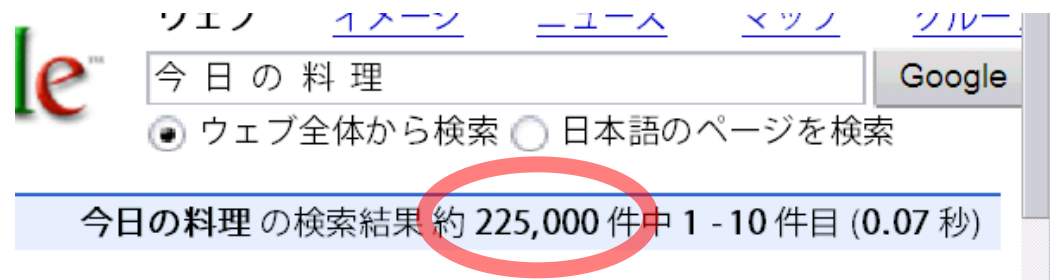 ウェブ イメージ ニュース マップ グルー
le™
今 日 の 料 理 Google
ウェブ全体から検索 日本語のページを検索
今日の料理 の検索結果 約 225,000 件中 1 - 10 件目 (0.07 秒)